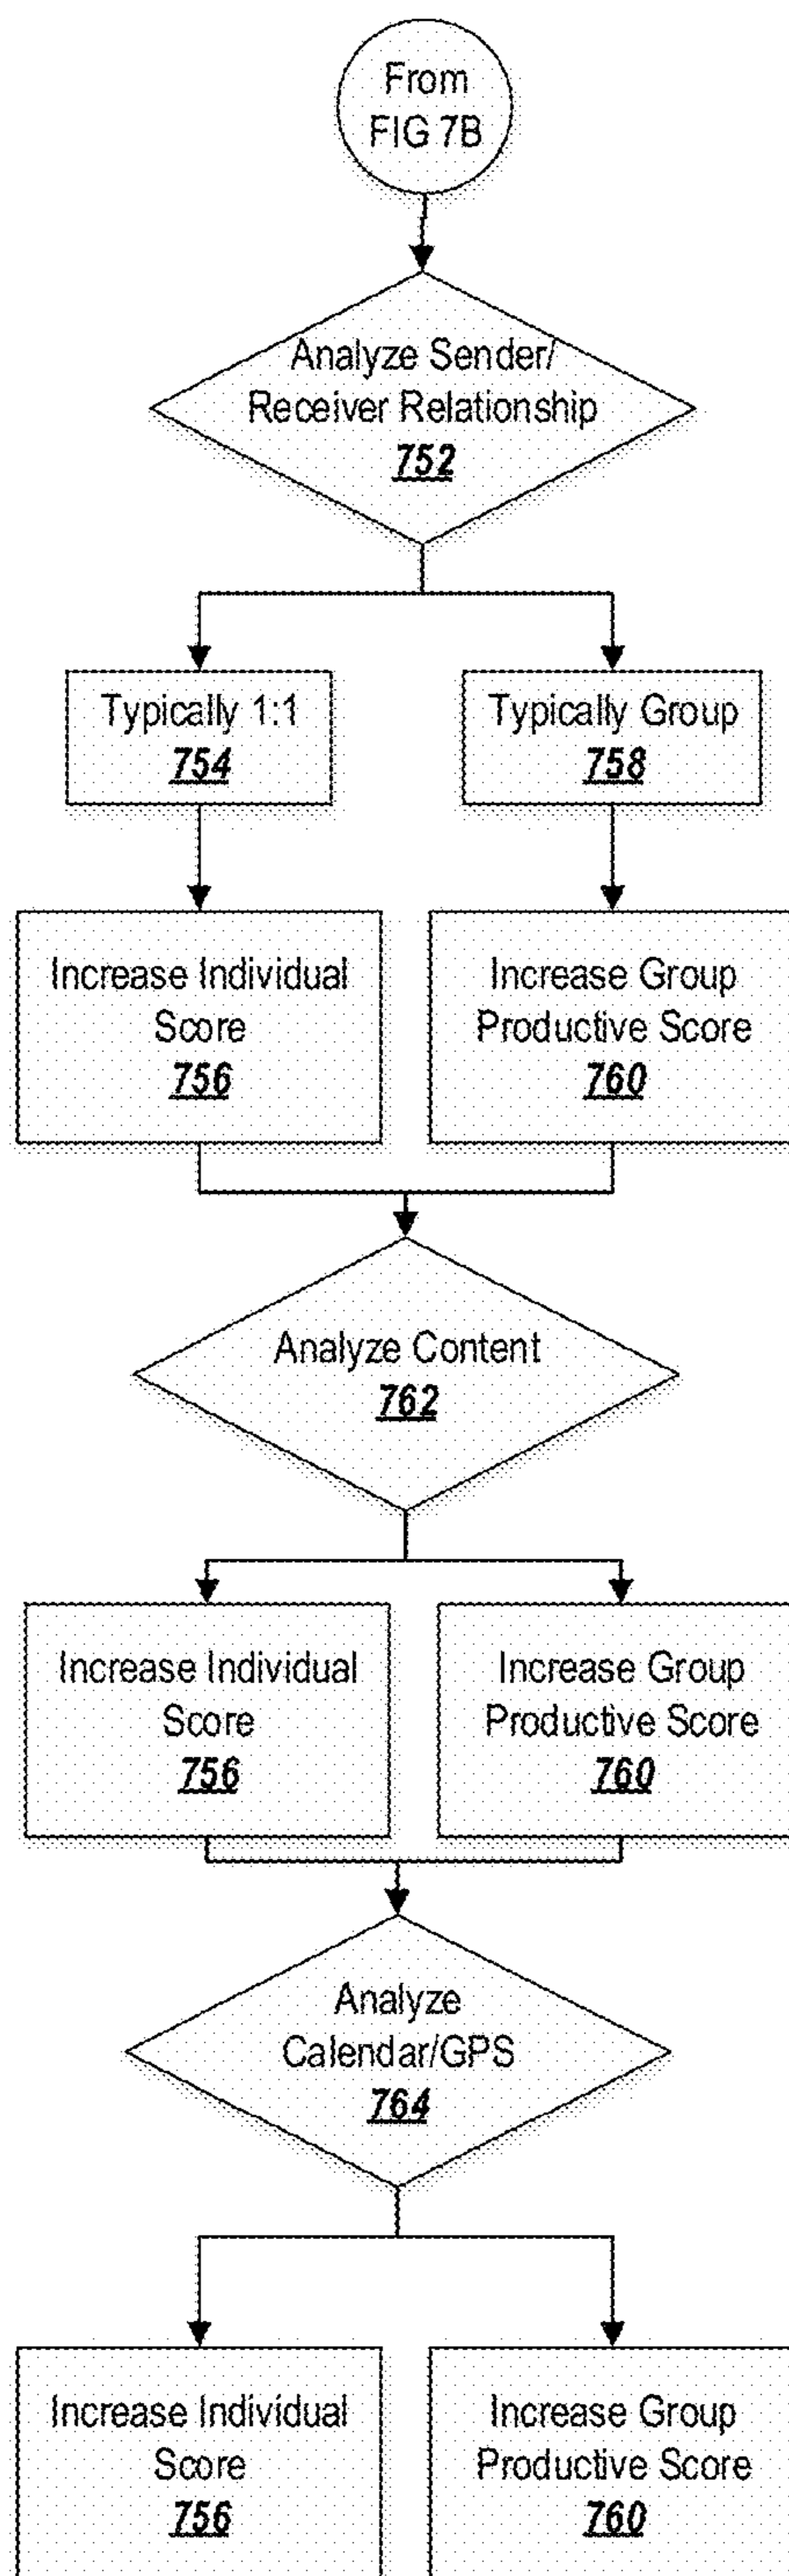 From
FIG 7B
Analyze Sender/
Receiver Relationship
752
Typically 1:1
754
Typically Group
758
Increase Individual
Score
756
Increase Group
Productive Score
760
Analyze Content
762
Increase Individual
Score
756
Increase Group
Productive Score
760
Analyze
Calendar/GPS
764
Increase Individual
Score
756
Increase Group
Productive Score
760